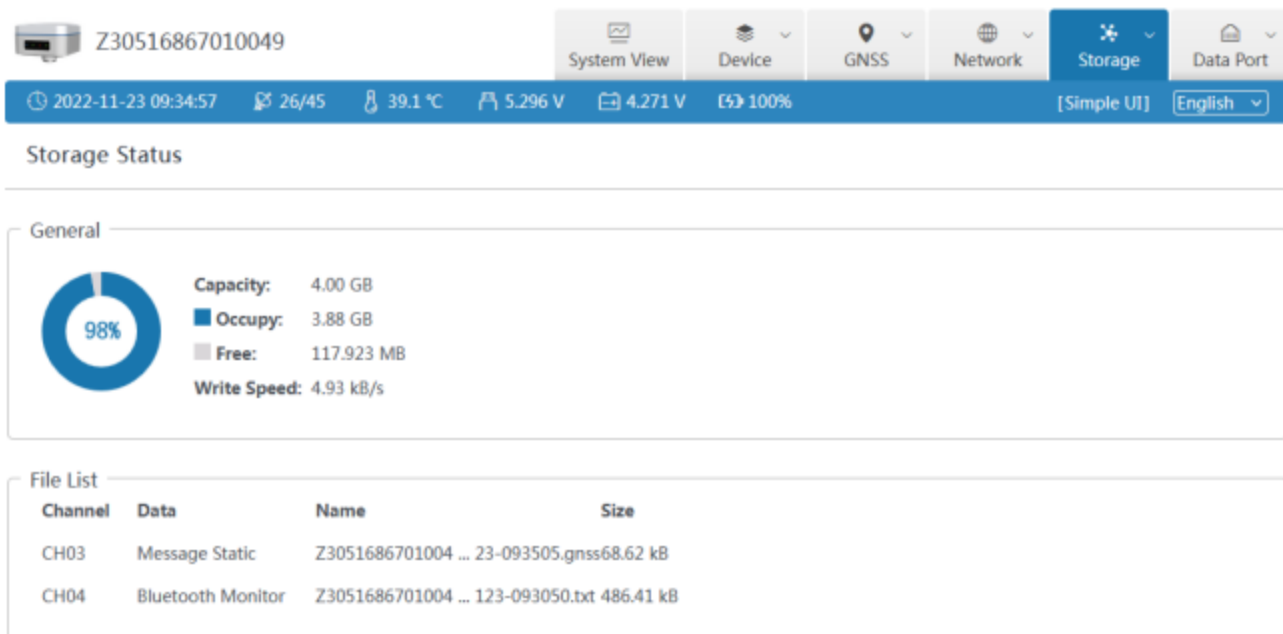 Z30516867010049
System View
Device
GNSS
Network
Storage
Data Port
2022-11-23 09:34:57 26/45 39.1 ℃ 5.296 V 4.271 V 100% [Simple UI] English
Storage Status
General
98%
Capacity: 4.00 GB
Occupy: 3.88 GB
Free: 117.923 MB
Write Speed: 4.93 kB/s
File List
Channel Data Name Size
CH03 Message Static Z3051686701004 ... 23-093505.gnss68.62 kB
CH04 Bluetooth Monitor Z3051686701004 ... 123-093050.txt 486.41 kB